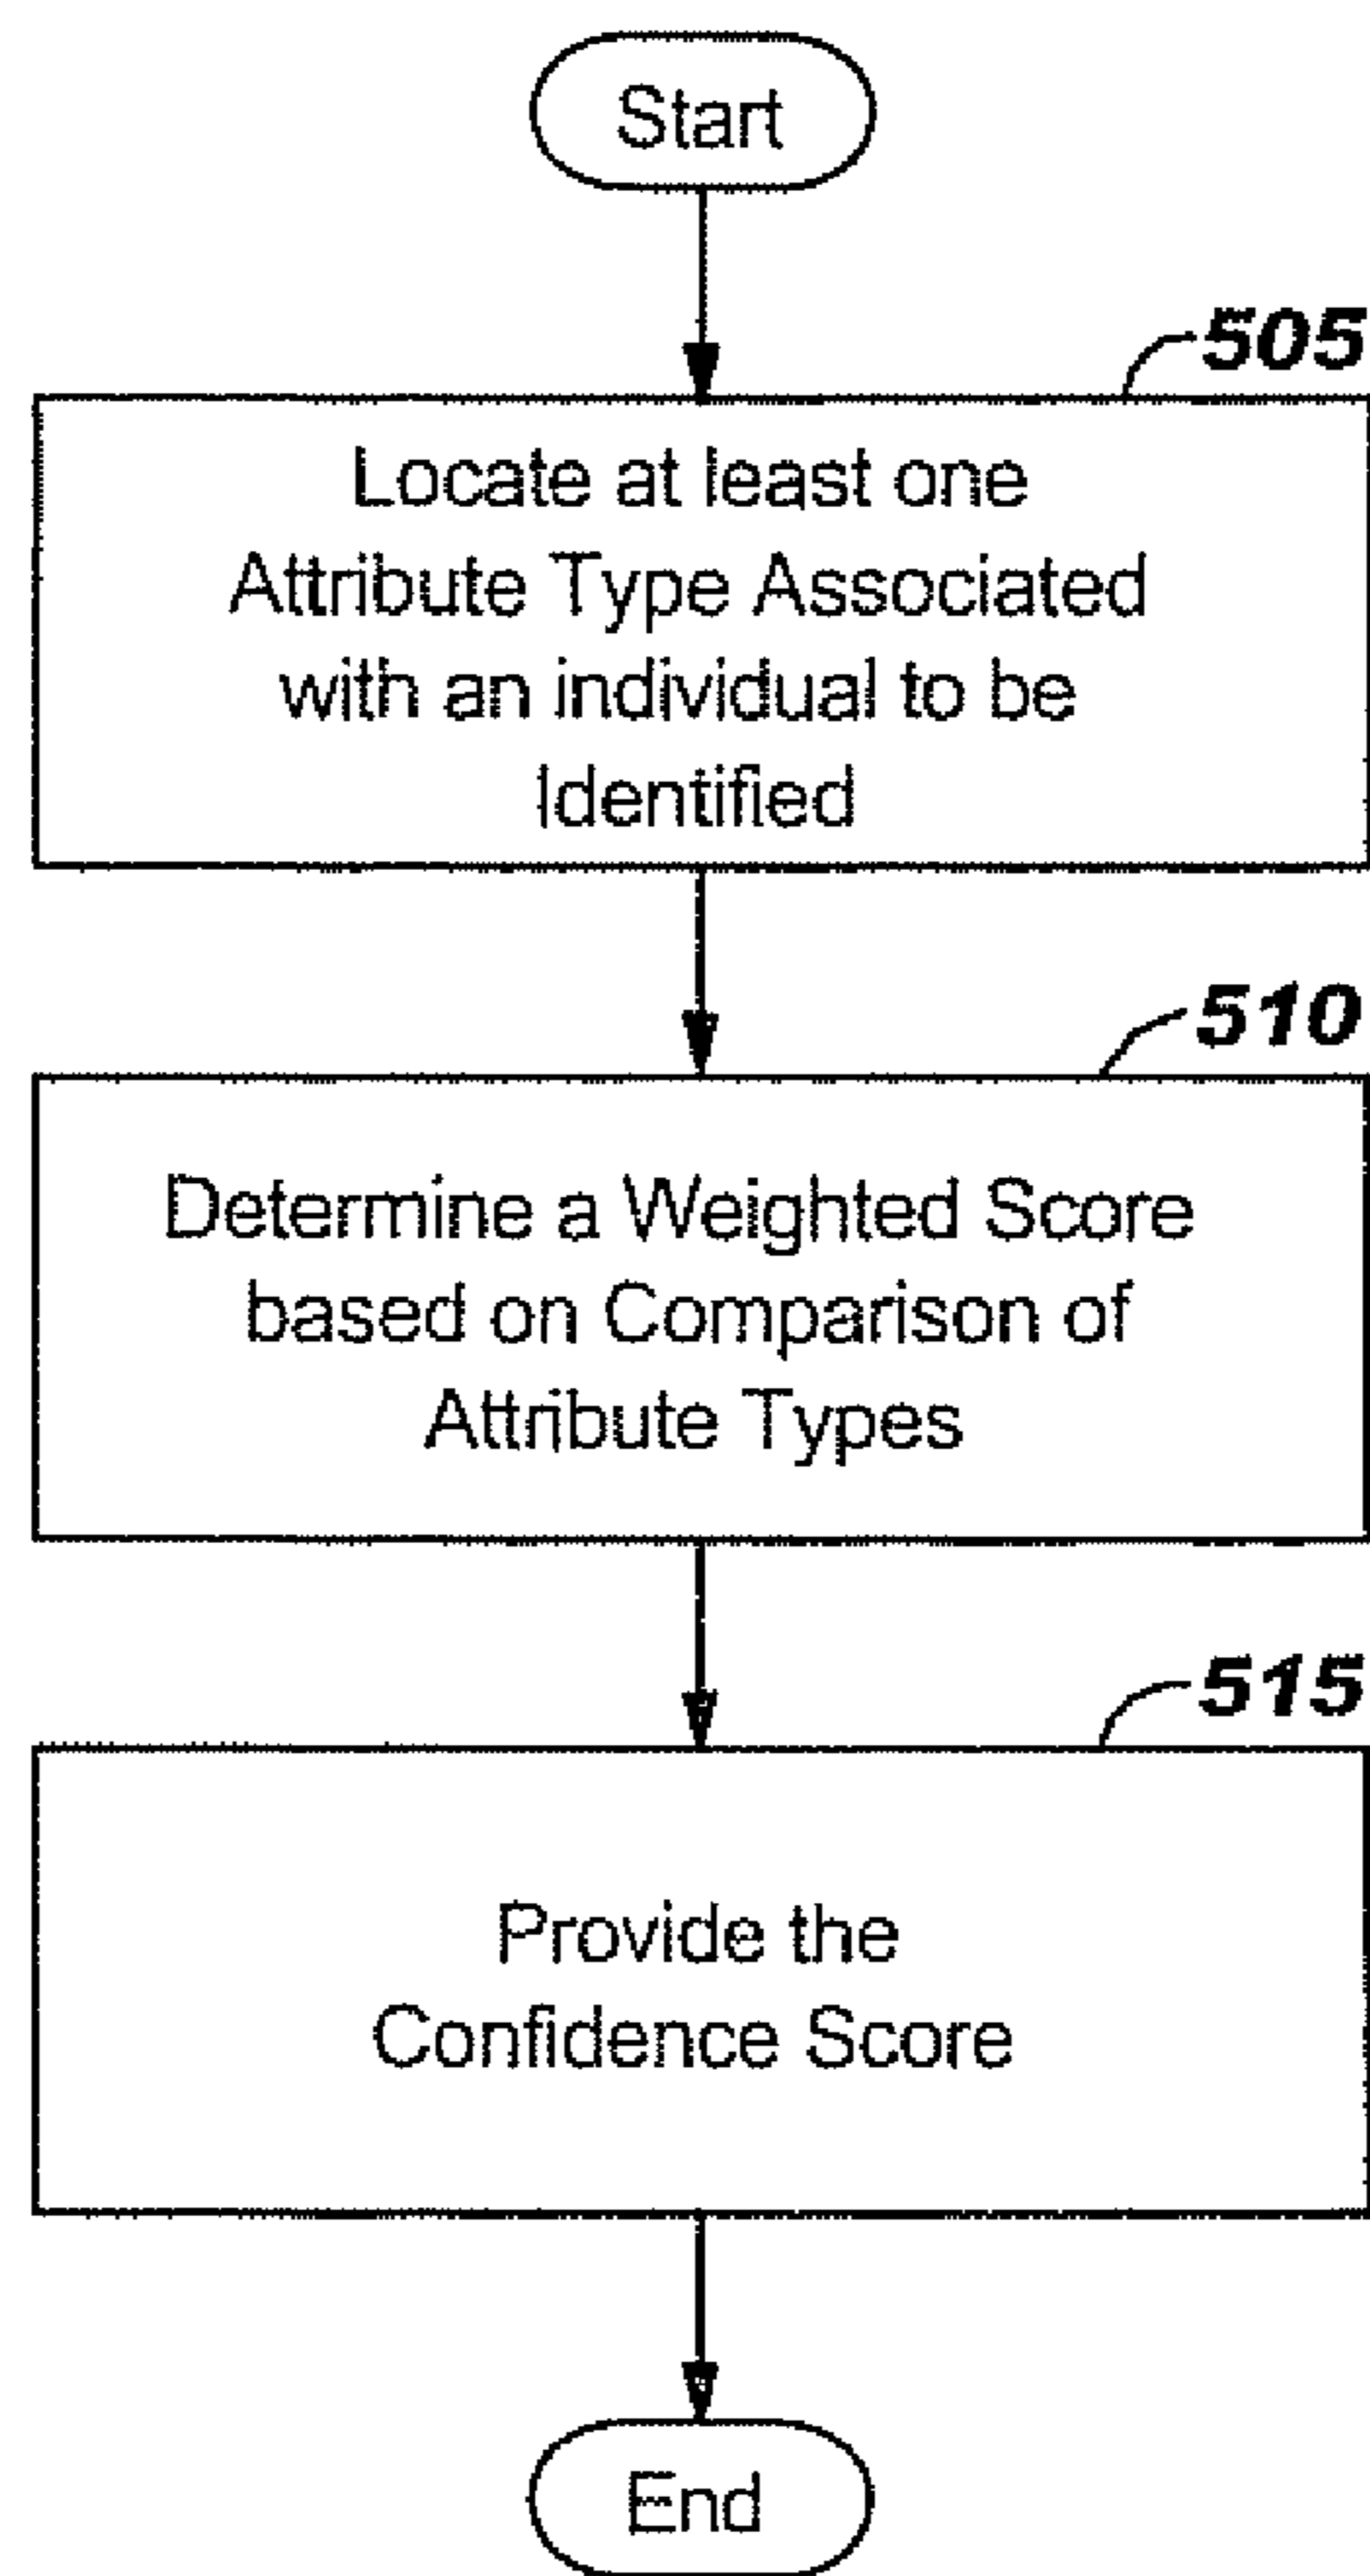 Start
505
Locate at least one
Attribute Type Associated
with an individual to be
Identified
510
Determine a Weighted Score
based on Comparison of
Attribute Types
515
Provide the
Confidence Score
End